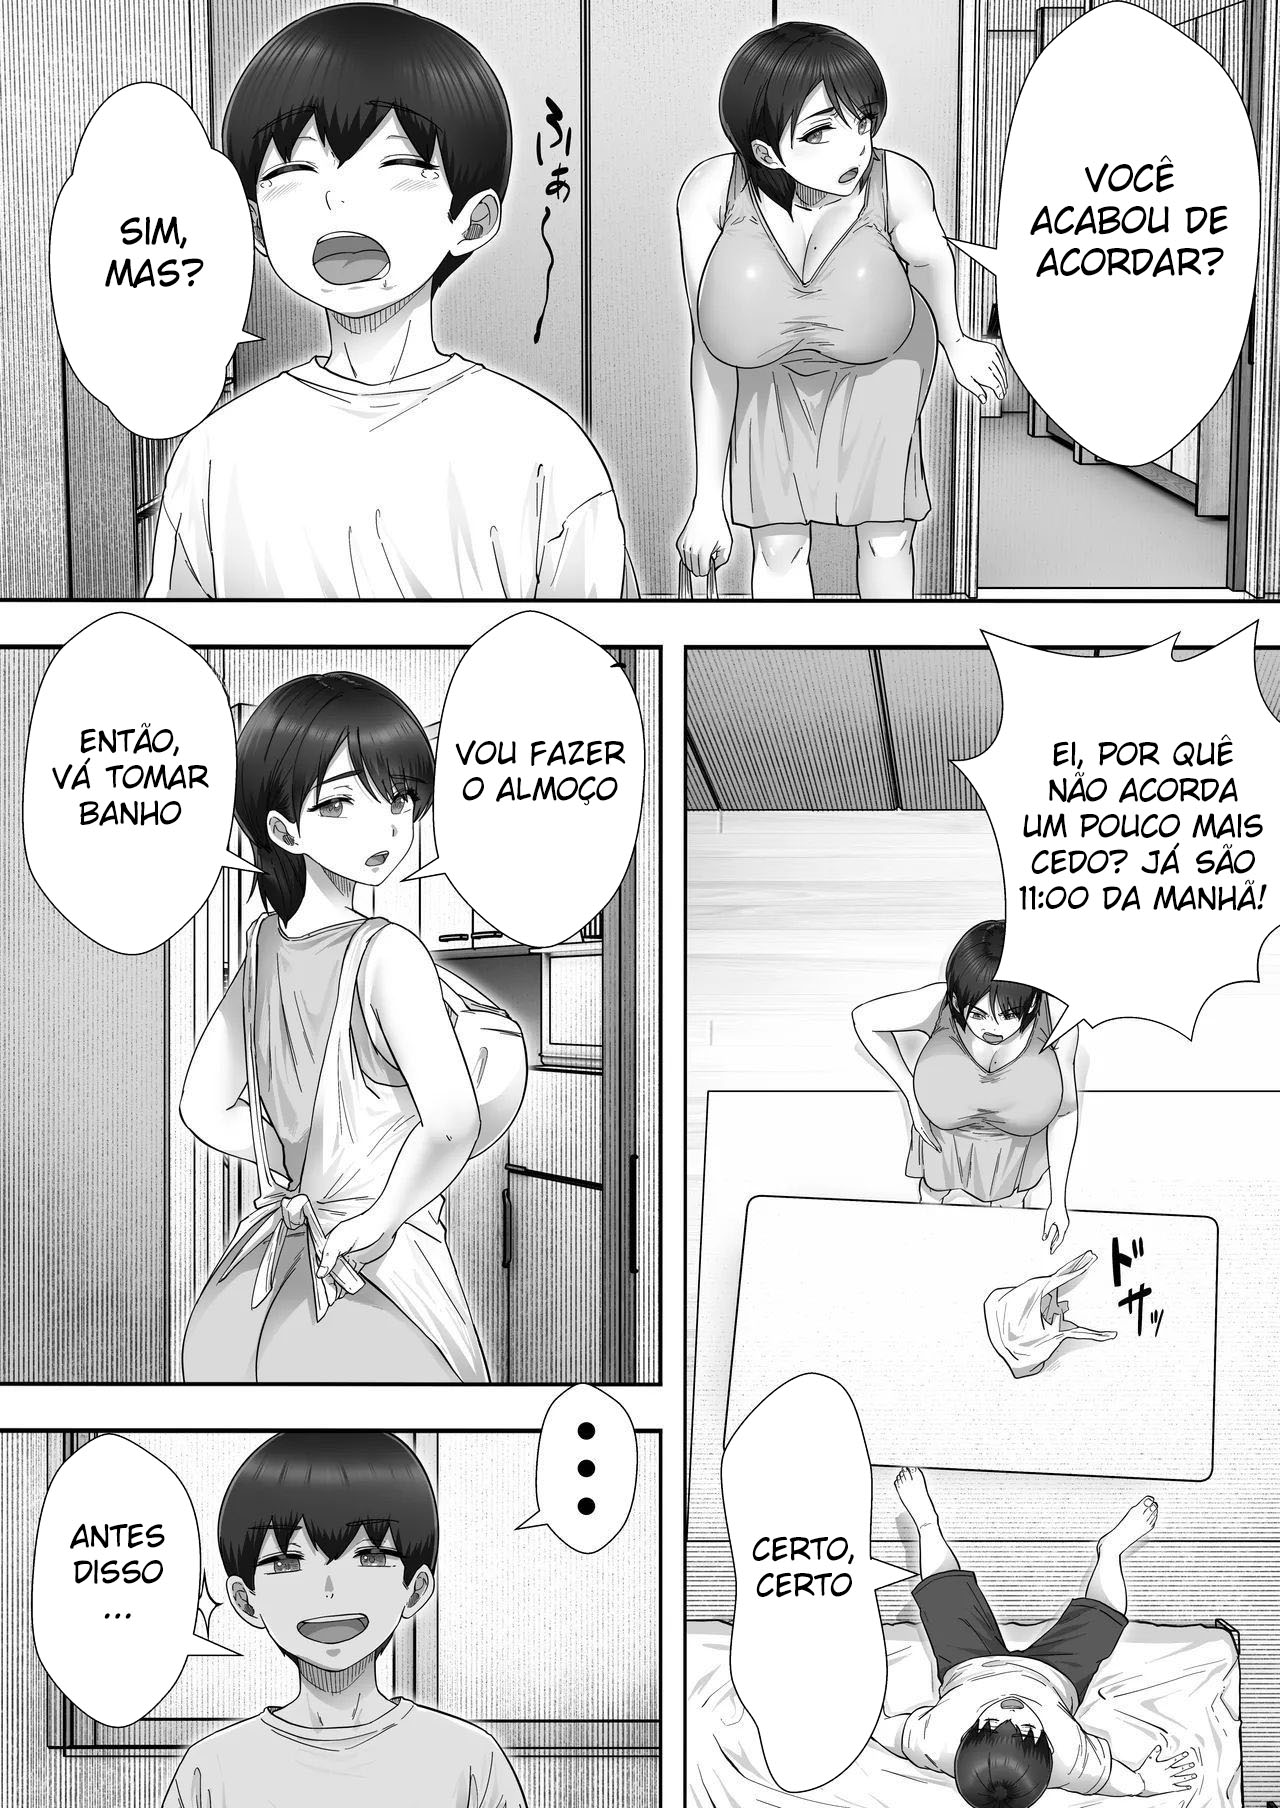 VOCÊ
ACABOU DE
ACORDAR?
ふぁ〜
SIM,
MAS?
EI, POR QUÊ
NÃO ACORDA
UM POUCO MAIS
CEDO? JÁ SÃO
11:00 DA MANHÃ!
ドサッ
CERTO,
CERTO
VOU FAZER
O ALMOÇO
ENTÃO,
VÁ TOMAR
BANHO
...
ANTES
DISSO
...